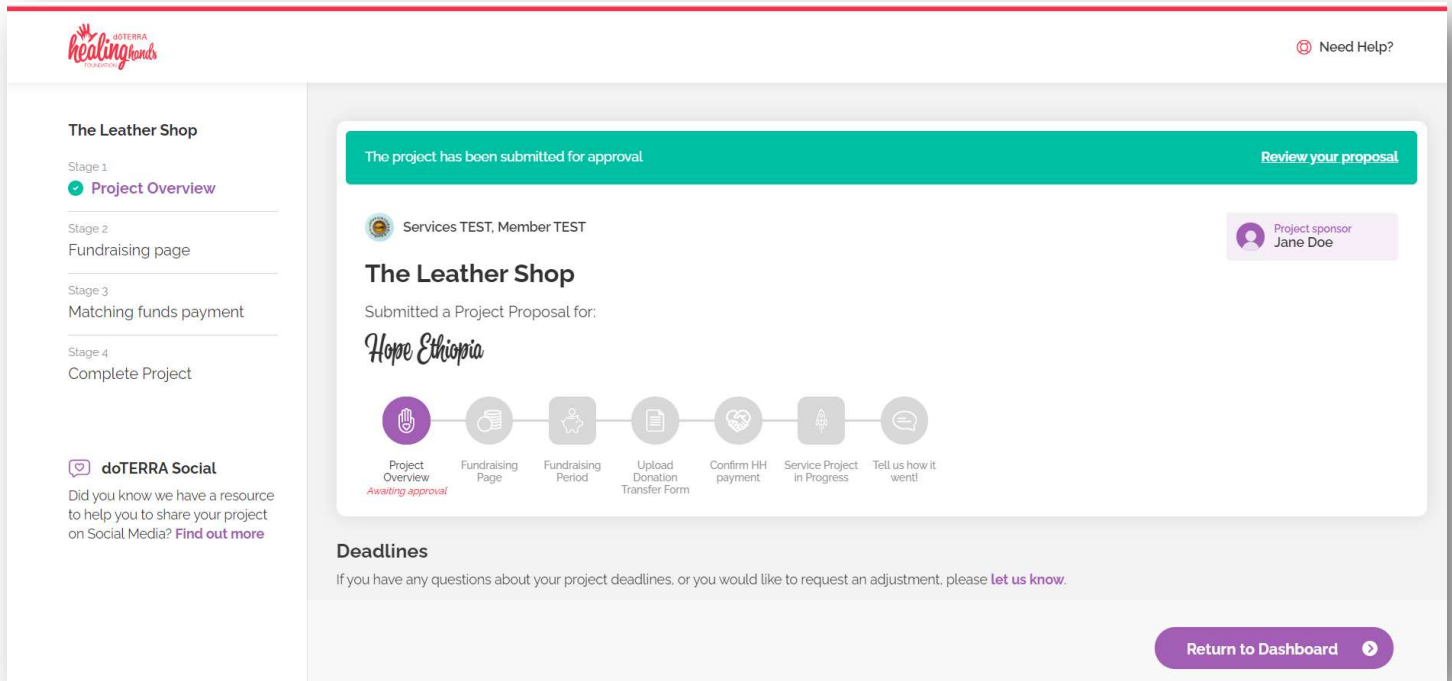 dōTERRA
healing hands
FOUNDATION
Need Help?
The Leather Shop
Stage 1
Project Overview
Stage 2
Fundraising page
Stage 3
Matching funds payment
Stage 4
Complete Project
doTERRA Social
Did you know we have a resource
to help you to share your project
on Social Media? Find out more
The project has been submitted for approval
Review your proposal
Services TEST, Member TEST
Project sponsor
Jane Doe
The Leather Shop
Submitted a Project Proposal for:
Hope Ethiopia
Project
Overview
Awaiting approval
Fundraising
Page
Fundraising
Period
Upload
Donation
Transfer Form
Confirm HH
payment
Service Project
in Progress
Tell us how it
went!
Deadlines
If you have any questions about your project deadlines, or you would like to request an adjustment, please let us know.
Return to Dashboard